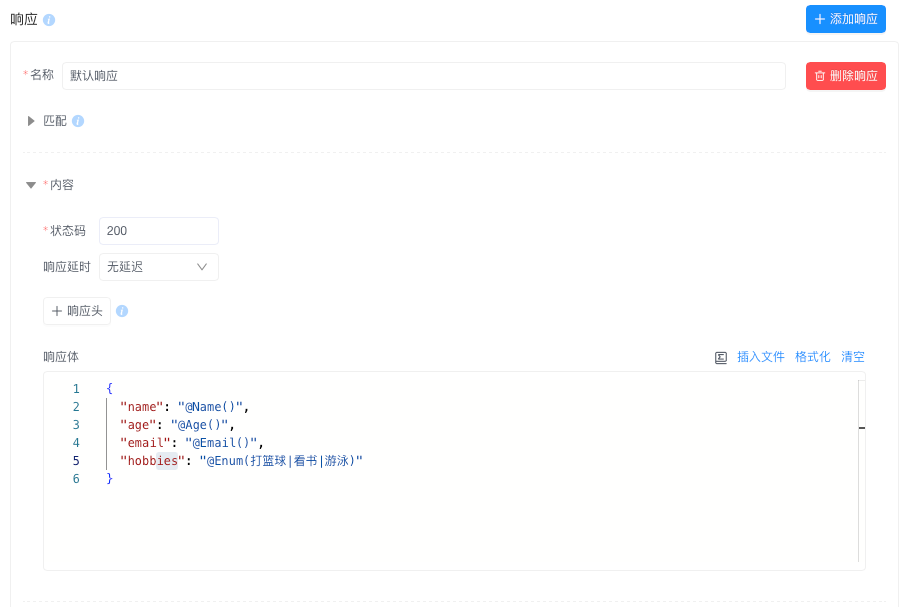 响应
添加响应
*名称 默认响应
删除响应
匹配
*内容
*状态码 200
响应延时 无延迟
响应头
响应体 插入文件 格式化 清空
1 {
2 "name": "@Name()",
3 "age": "@Age()",
4 "email": "@Email()",
5 "hobbies": "@Enum(打篮球|看书|游泳)"
6 }